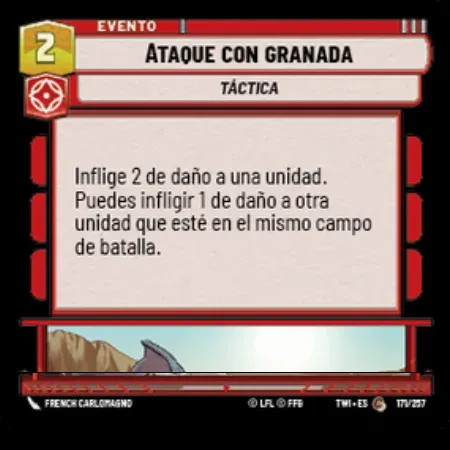 EVENTO
2
ATAQUE CON GRANADA
TÁCTICA
Inflige 2 de daño a una unidad.
Puedes infligir 1 de daño a otra
unidad que esté en el mismo campo
de batalla.
FRENCH CARLOMAGNO © LFL © FFG TWI • ES 171/257